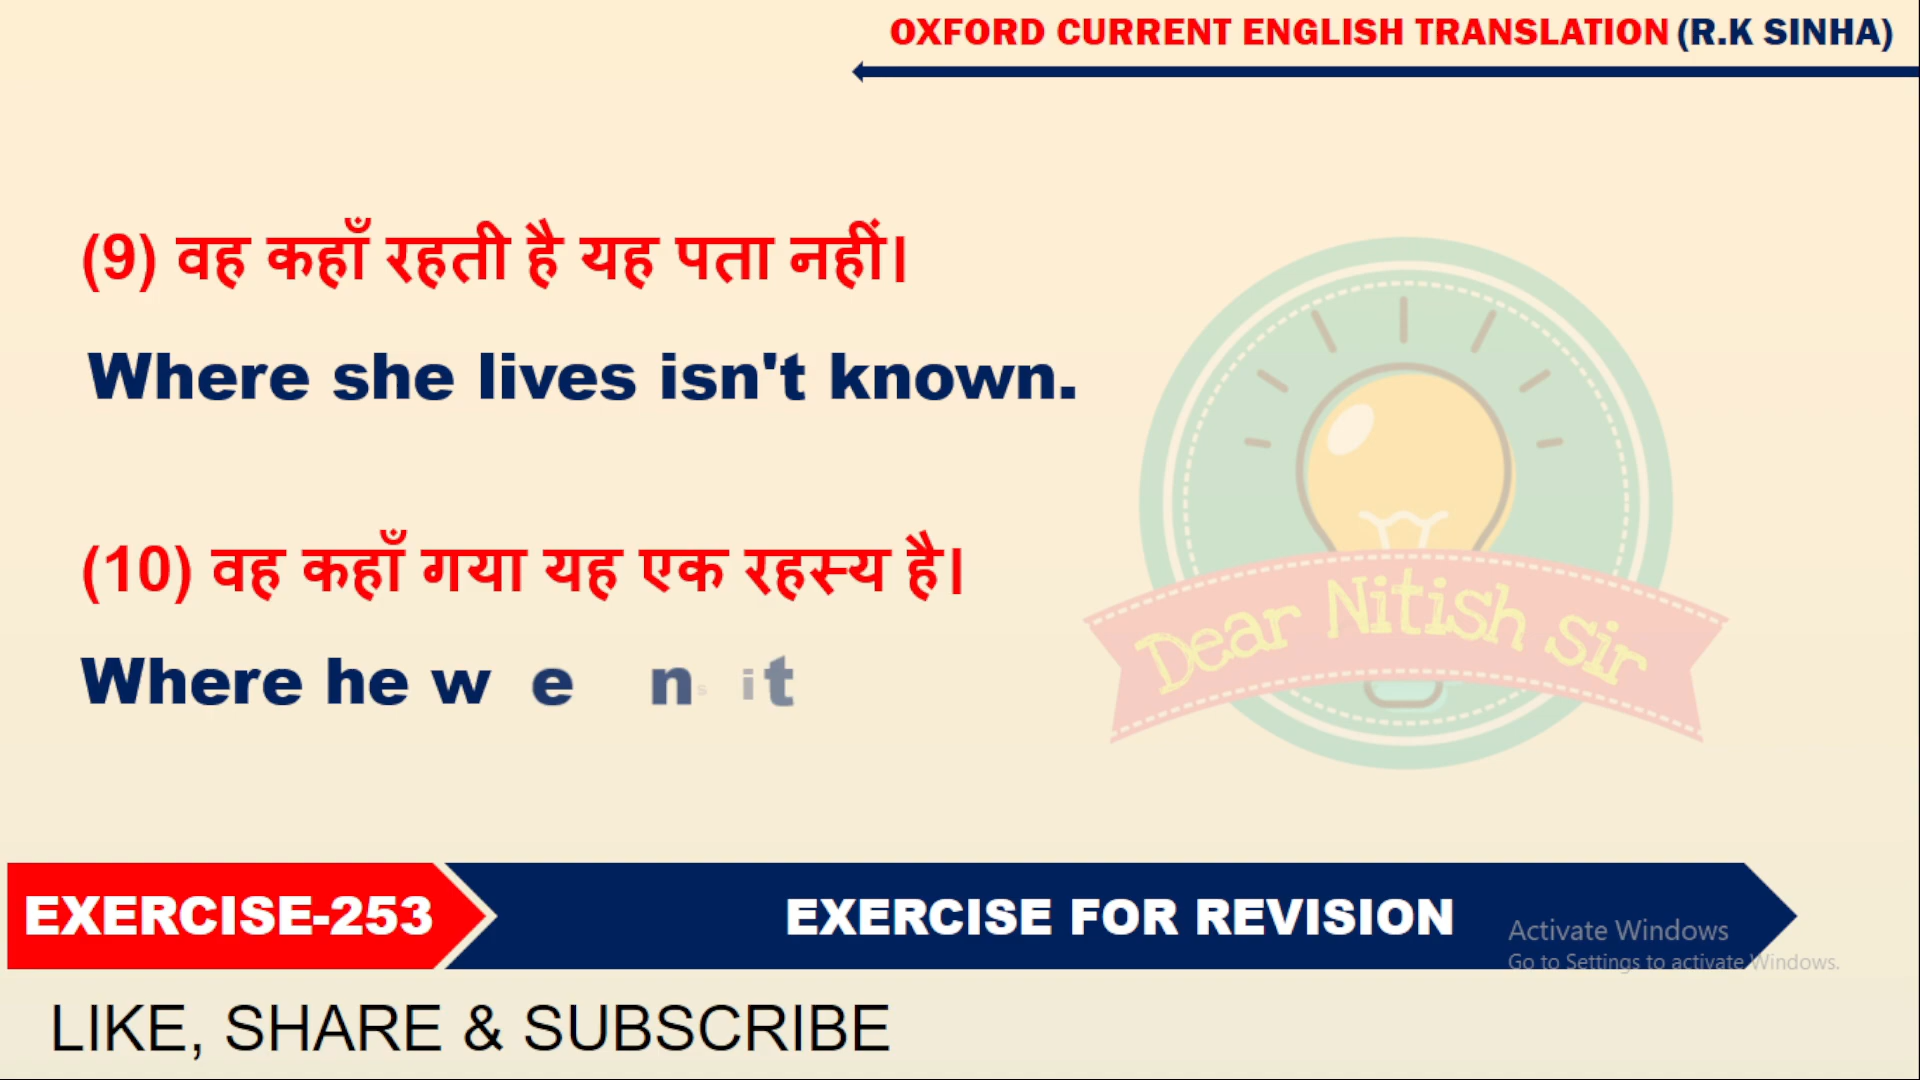 OXFORD CURRENT ENGLISH TRANSLATION (R.K SINHA)
(9) वह कहाँ रहती है यह पता नहीं।
Where she lives isn't known.
(10) वह कहाँ गया यह एक रहस्य है।
Where he
Dear Nitish Sir
EXERCISE-253
EXERCISE FOR REVISION
Activate Windows
Go to Settings to activate Windows.
LIKE, SHARE & SUBSCRIBE